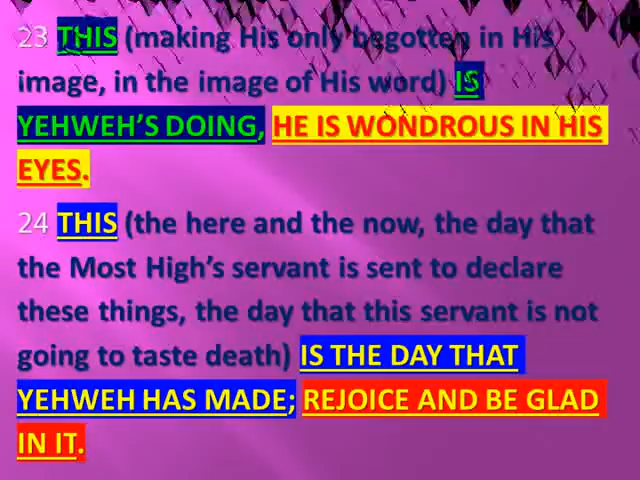 23 THIS (making His only begotten in His
image, in the image of His word) IS
YEHWEH’S DOING, HE IS WONDROUS IN HIS
EYES.
24 THIS (the here and the now, the day that
the Most High’s servant is sent to declare
these things, the day that this servant is not
going to taste death) IS THE DAY THAT
YEHWEH HAS MADE; REJOICE AND BE GLAD
IN IT.